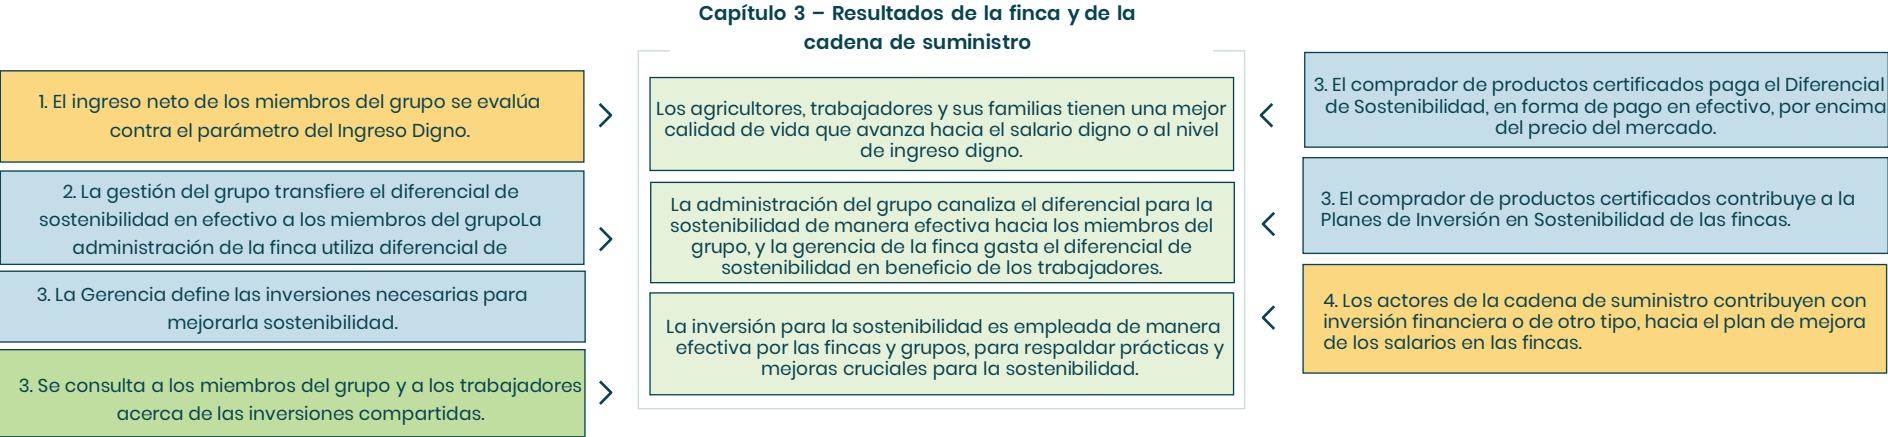 Capítulo 3 – Resultados de la finca y de la
cadena de suministro
1. El ingreso neto de los miembros del grupo se evalúa
contra el parámetro del Ingreso Digno.
2. La gestión del grupo transfiere el diferencial de
sostenibilidad en efectivo a los miembros del grupoLa
administración de la finca utiliza diferencial de
3. La Gerencia define las inversiones necesarias para
mejorarla sostenibilidad.
3. Se consulta a los miembros del grupo y a los trabajadores
acerca de las inversiones compartidas.
Los agricultores, trabajadores y sus familias tienen una mejor
calidad de vida que avanza hacia el salario digno o al nivel
de ingreso digno.
La administración del grupo canaliza el diferencial para la
sostenibilidad de manera efectiva hacia los miembros del
grupo, y la gerencia de la finca gasta el diferencial de
sostenibilidad en beneficio de los trabajadores.
La inversión para la sostenibilidad es empleada de manera
efectiva por las fincas y grupos, para respaldar prácticas y
mejoras cruciales para la sostenibilidad.
3. El comprador de productos certificados paga el Diferencial
de Sostenibilidad, en forma de pago en efectivo, por encima
del precio del mercado.
3. El comprador de productos certificados contribuye a la
Planes de Inversión en Sostenibilidad de las fincas.
4. Los actores de la cadena de suministro contribuyen con
inversión financiera o de otro tipo, hacia el plan de mejora
de los salarios en las fincas.